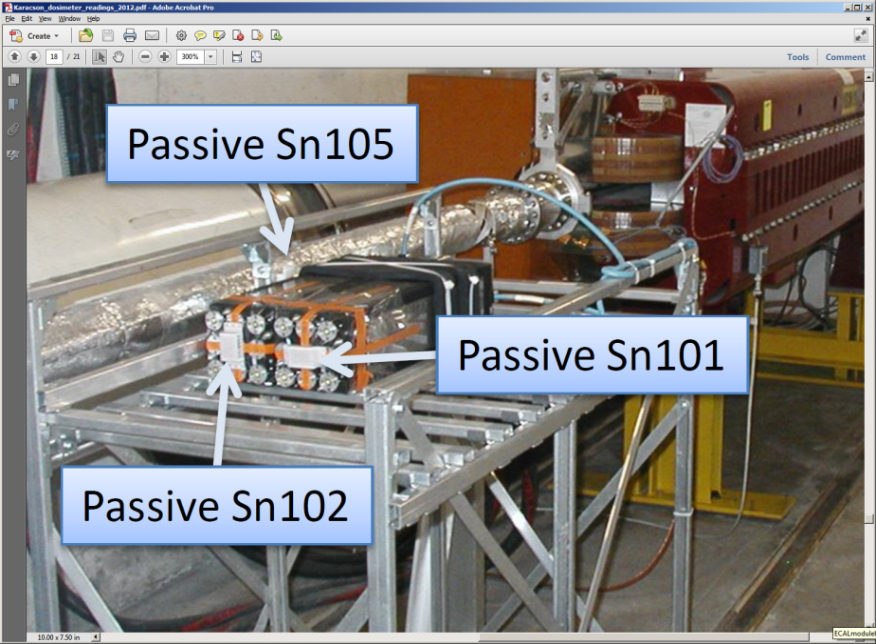 Karacson_dosimeter_readings_2012.pdf - Adobe Acrobat Pro
File Edit View Window Help
Create
18 / 21 300% Tools Comment
Passive Sn105
Passive Sn101
Passive Sn102
10.00 x 7.50 in
ECALmodule